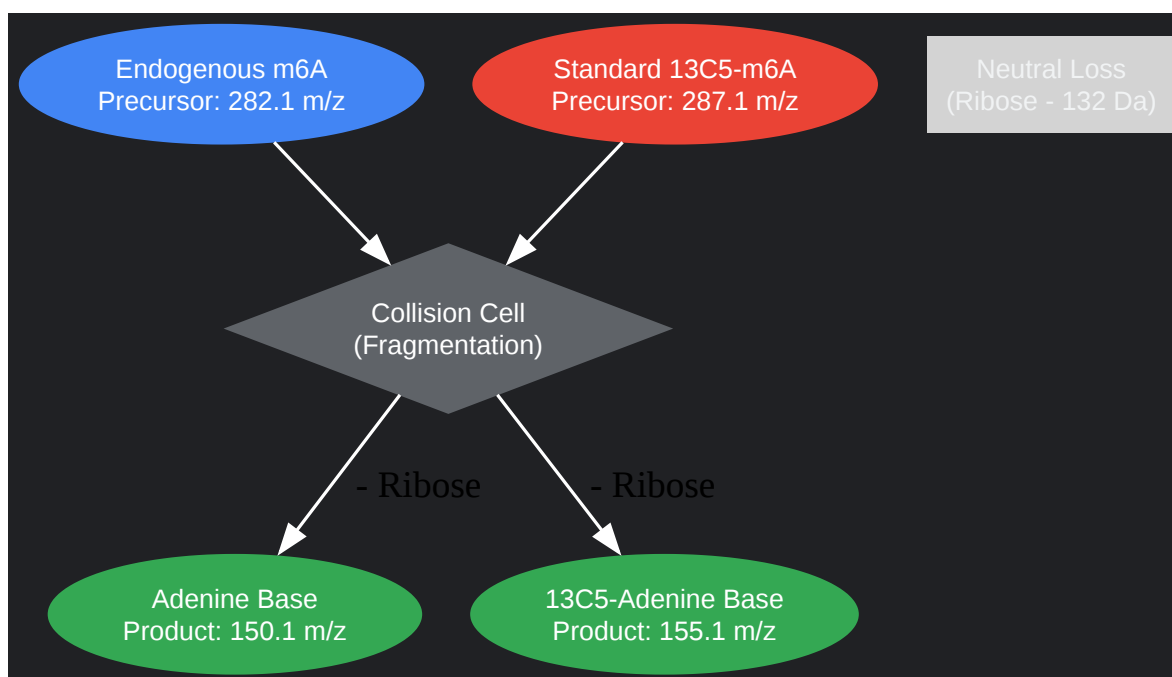 Endogenous m6A
Precursor: 282.1 m/z
Standard 13C5-m6A
Precursor: 287.1 m/z
Neutral Loss
(Ribose - 132 Da)
Collision Cell
(Fragmentation)
- Ribose
- Ribose
Adenine Base
Product: 150.1 m/z
13C5-Adenine Base
Product: 155.1 m/z